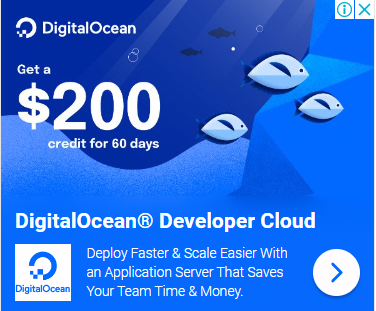 DigitalOcean
Get a
$200
credit for 60 days
DigitalOcean® Developer Cloud
Deploy Faster & Scale Easier With
an Application Server That Saves
Your Team Time & Money.
DigitalOcean